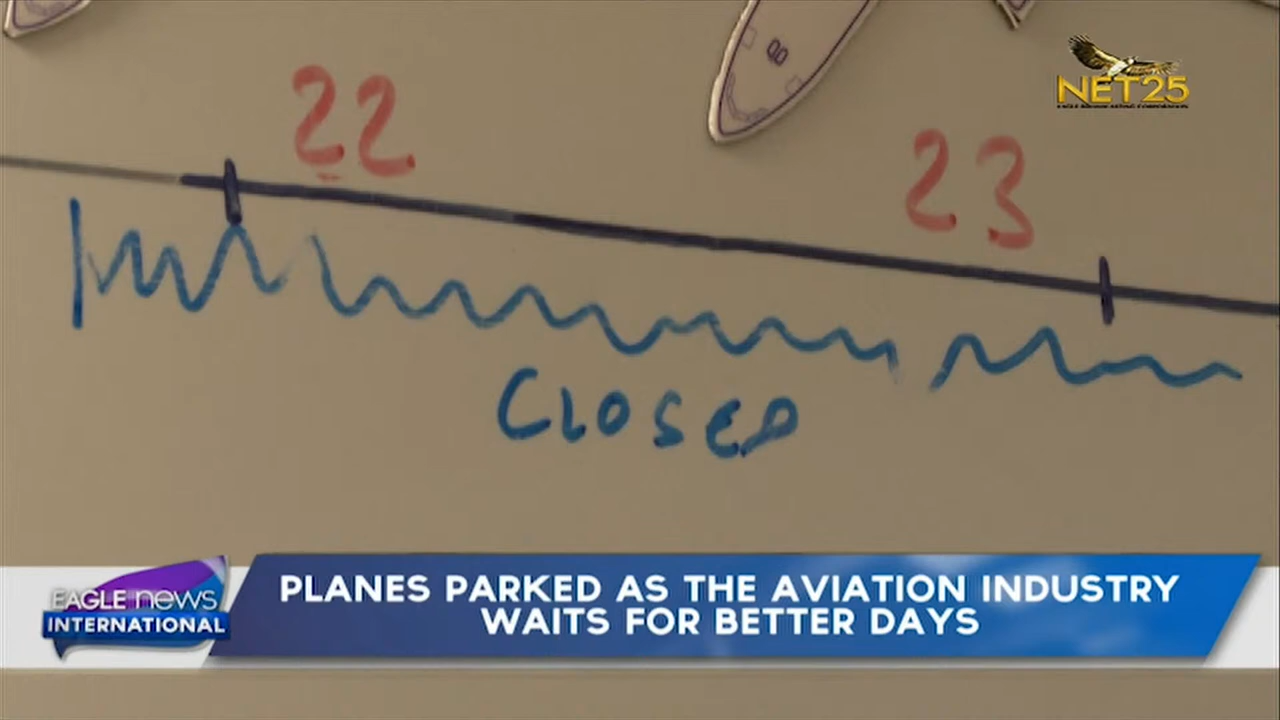 NET25
22
23
CLOSED
EAGLE news
INTERNATIONAL
PLANES PARKED AS THE AVIATION INDUSTRY
WAITS FOR BETTER DAYS